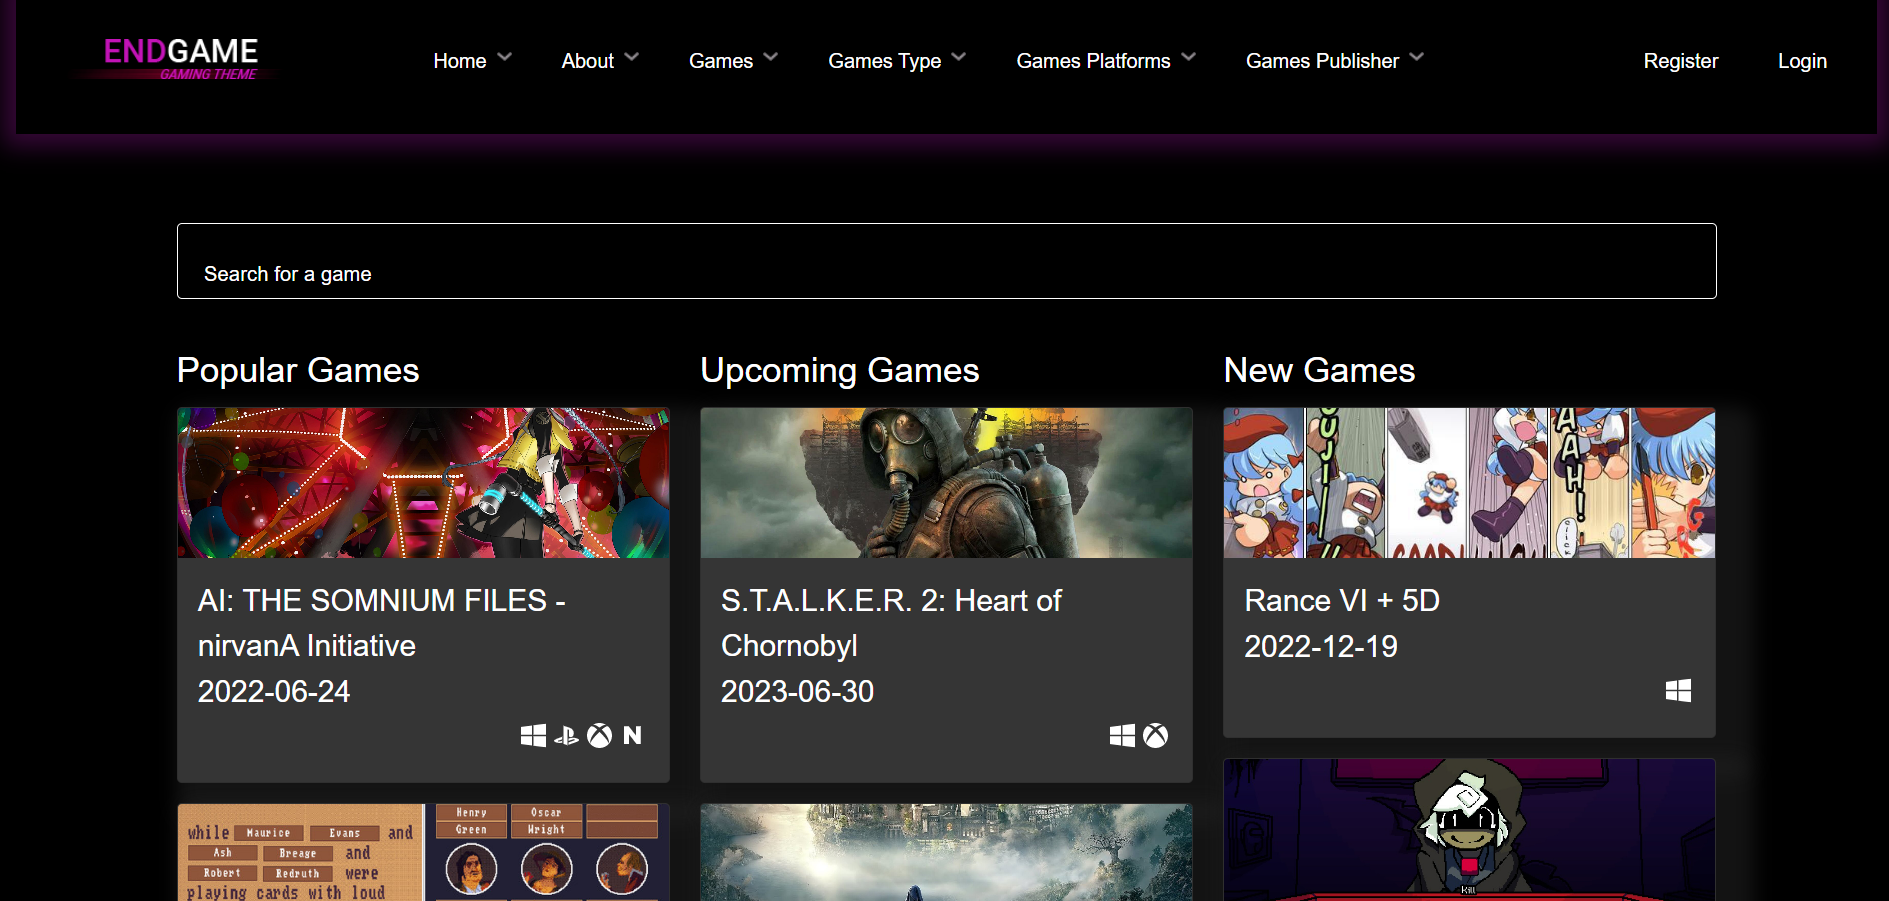 ENDGAME
GAMING THEME
Home
About
Games
Games Type
Games Platforms
Games Publisher
Register
Login
Search for a game
Popular Games
Upcoming Games
New Games
AI: THE SOMNIUM FILES -
nirvanA Initiative
2022-06-24
N
S.T.A.L.K.E.R. 2: Heart of
Chornobyl
2023-06-30
AAH!
CLICK
Rance VI + 5D
2022-12-19
while Maurice Evans and
Ash Breage and
Robert Redruth were
playing cards with loud
Henry
Green
Oscar
Wright
Kill